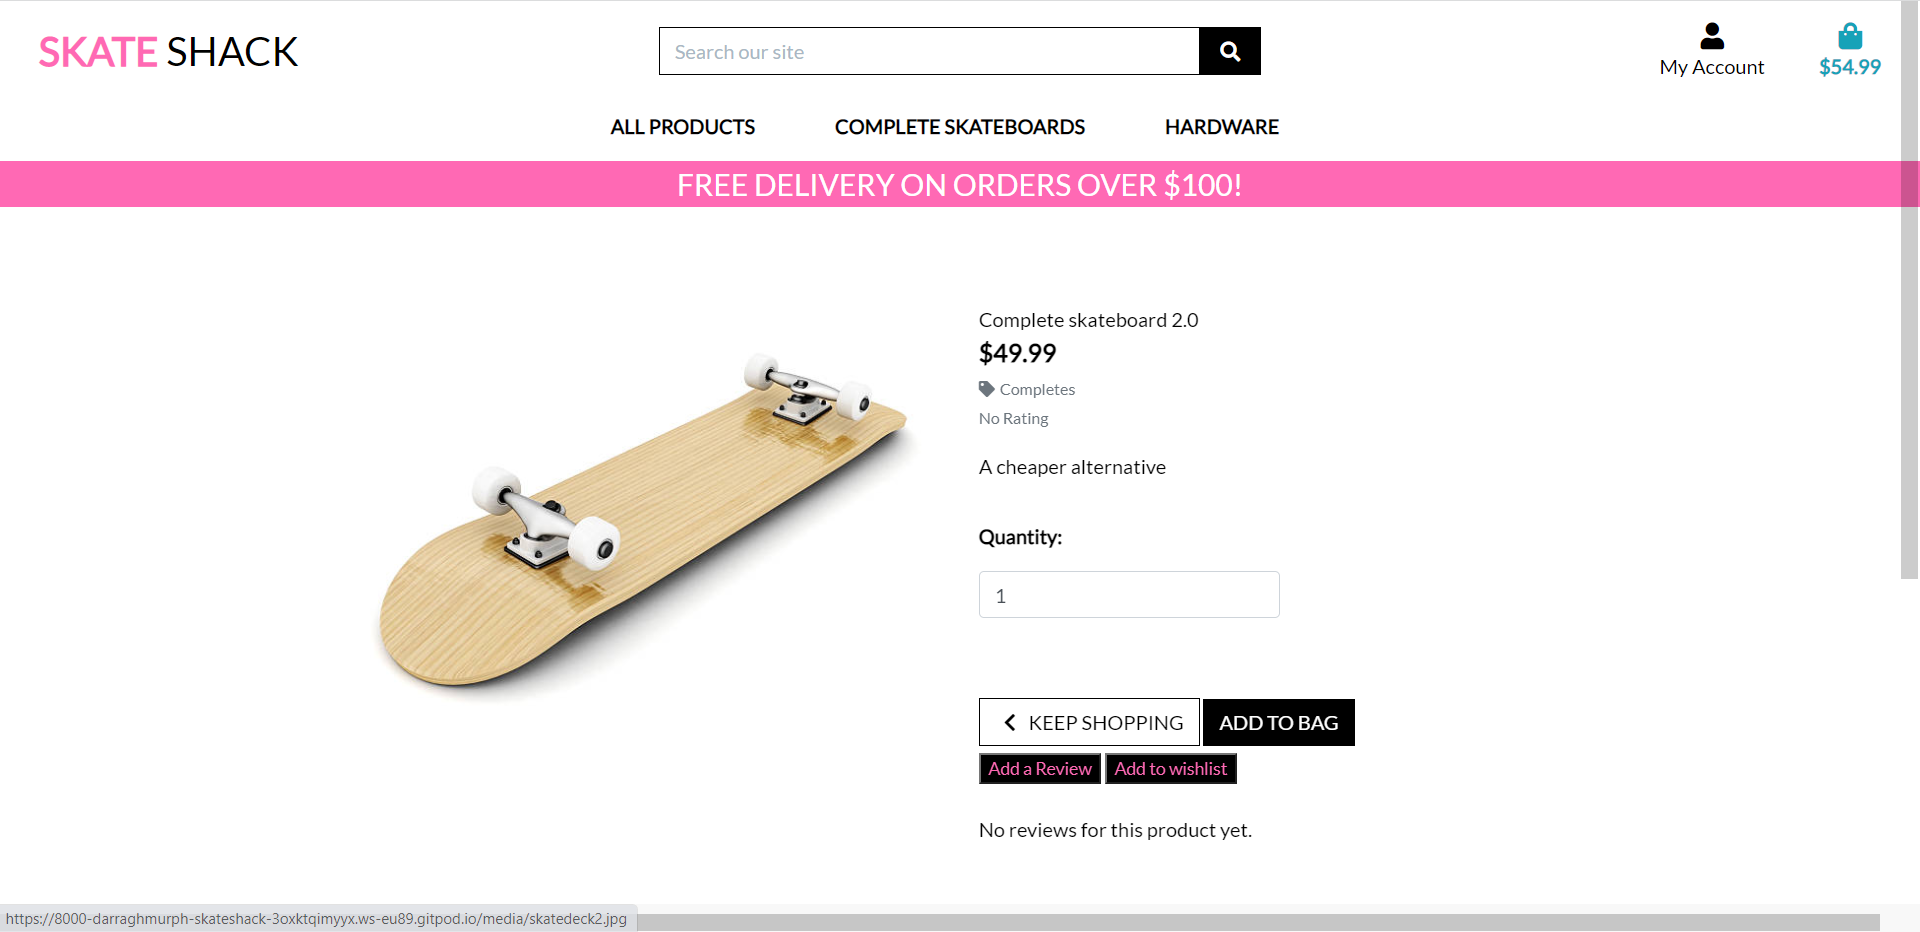 SKATE SHACK
Search our site
My Account
$54.99
ALL PRODUCTS
COMPLETE SKATEBOARDS
HARDWARE
FREE DELIVERY ON ORDERS OVER $100!
Complete skateboard 2.0
$49.99
Completes
No Rating
A cheaper alternative
Quantity:
1
KEEP SHOPPING
ADD TO BAG
Add a Review
Add to wishlist
No reviews for this product yet.
https://8000-darraghmurph-skateshack-3oxktqimyyx.ws-eu89.gitpod.io/media/skatedeck2.jpg